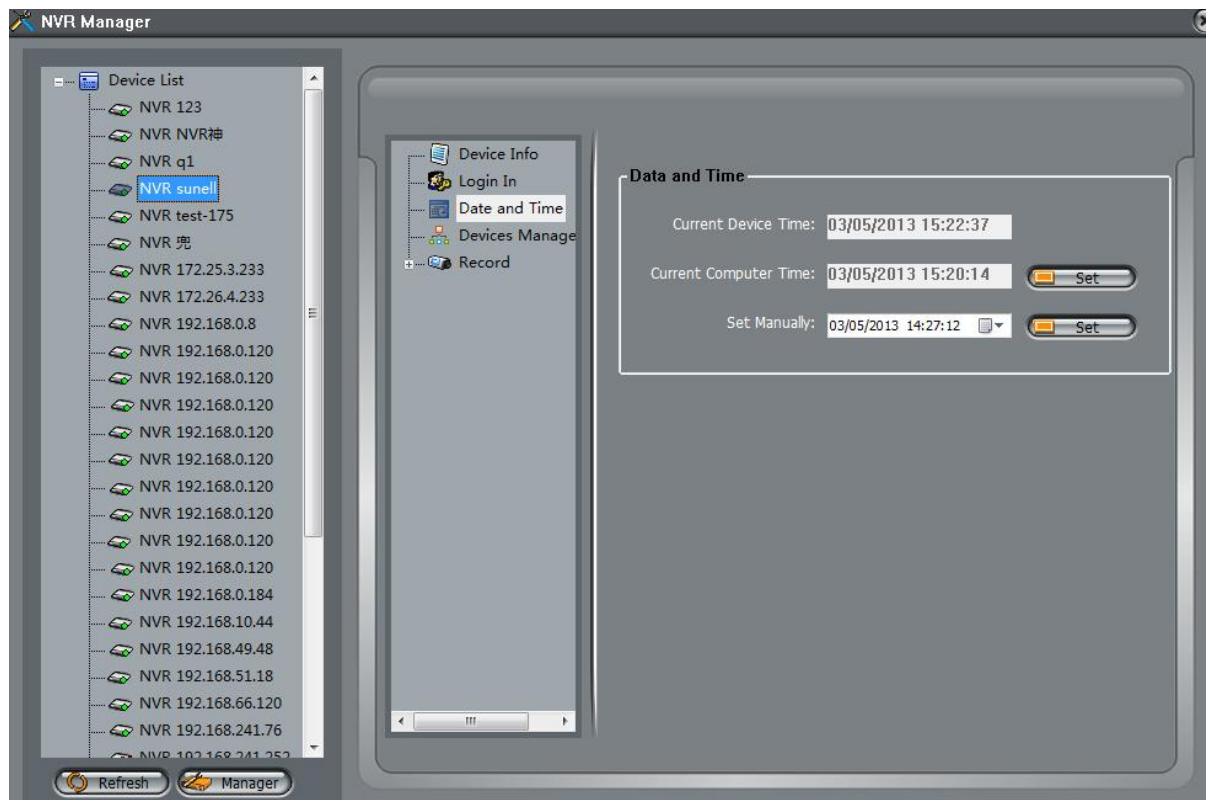 NVR Manager
Device List
NVR 123
NVR NVR神
NVR q1
NVR sunell
NVR test-175
NVR 兜
NVR 172.25.3.233
NVR 172.26.4.233
NVR 192.168.0.8
NVR 192.168.0.120
NVR 192.168.0.120
NVR 192.168.0.120
NVR 192.168.0.120
NVR 192.168.0.120
NVR 192.168.0.120
NVR 192.168.0.120
NVR 192.168.0.120
NVR 192.168.0.120
NVR 192.168.0.184
NVR 192.168.10.44
NVR 192.168.49.48
NVR 192.168.51.18
NVR 192.168.66.120
NVR 192.168.241.76
NVR 192.168.241.252
Refresh
Manager
Device Info
Login In
Date and Time
Devices Manage
Record
Data and Time
Current Device Time: 03/05/2013 15:22:37
Current Computer Time: 03/05/2013 15:20:14 Set
Set Manually: 03/05/2013 14:27:12 Set